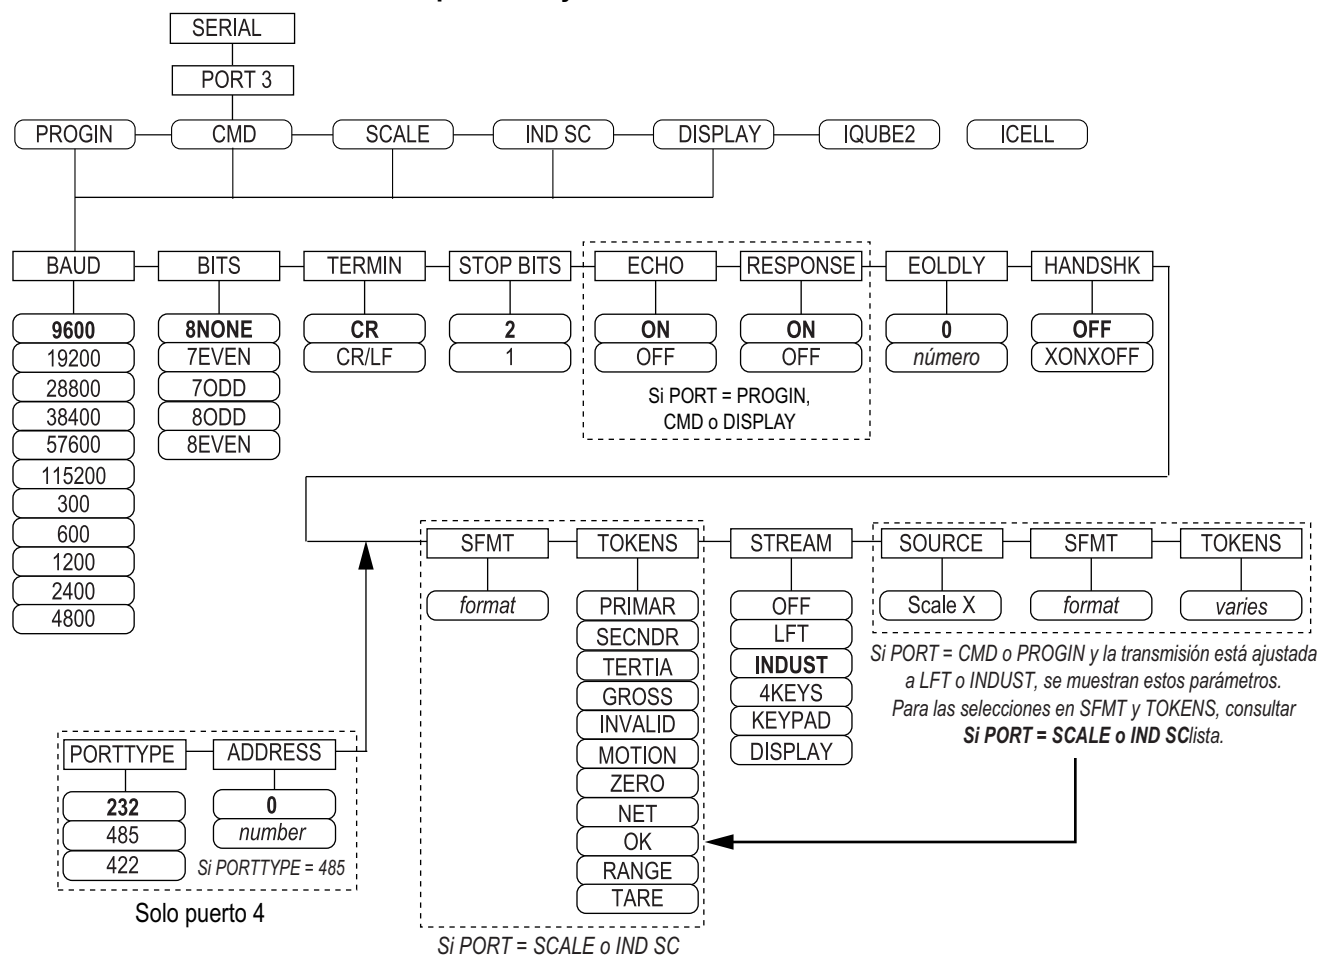 SERIAL
PORT 3
PROGIN CMD SCALE IND SC DISPLAY IQUBE2 ICELL
BAUD BITS TERMIN STOP BITS ECHO RESPONSE EOLDLY HANDSHK
9600 8NONE CR 2 ON ON 0 OFF
19200 7EVEN CR/LF 1 OFF OFF número XONXOFF
28800 7ODD
38400 8ODD
57600 8EVEN
115200
300
600
1200
2400
4800
Si PORT = PROGIN,
CMD o DISPLAY
SFMT TOKENS STREAM SOURCE SFMT TOKENS
format PRIMAR OFF Scale X format varies
SECNDR LFT
TERTIA INDUST
GROSS 4KEYS
INVALID KEYPAD
MOTION DISPLAY
ZERO
NET
OK
RANGE
TARE
Si PORT = CMD o PROGIN y la transmisión está ajustada
a LFT o INDUST, se muestran estos parámetros.
Para las selecciones en SFMT y TOKENS, consultar
Si PORT = SCALE o IND SClista.
PORTTYPE ADDRESS
232 0
485 number
422 Si PORTTYPE = 485
Solo puerto 4
Si PORT = SCALE o IND SC